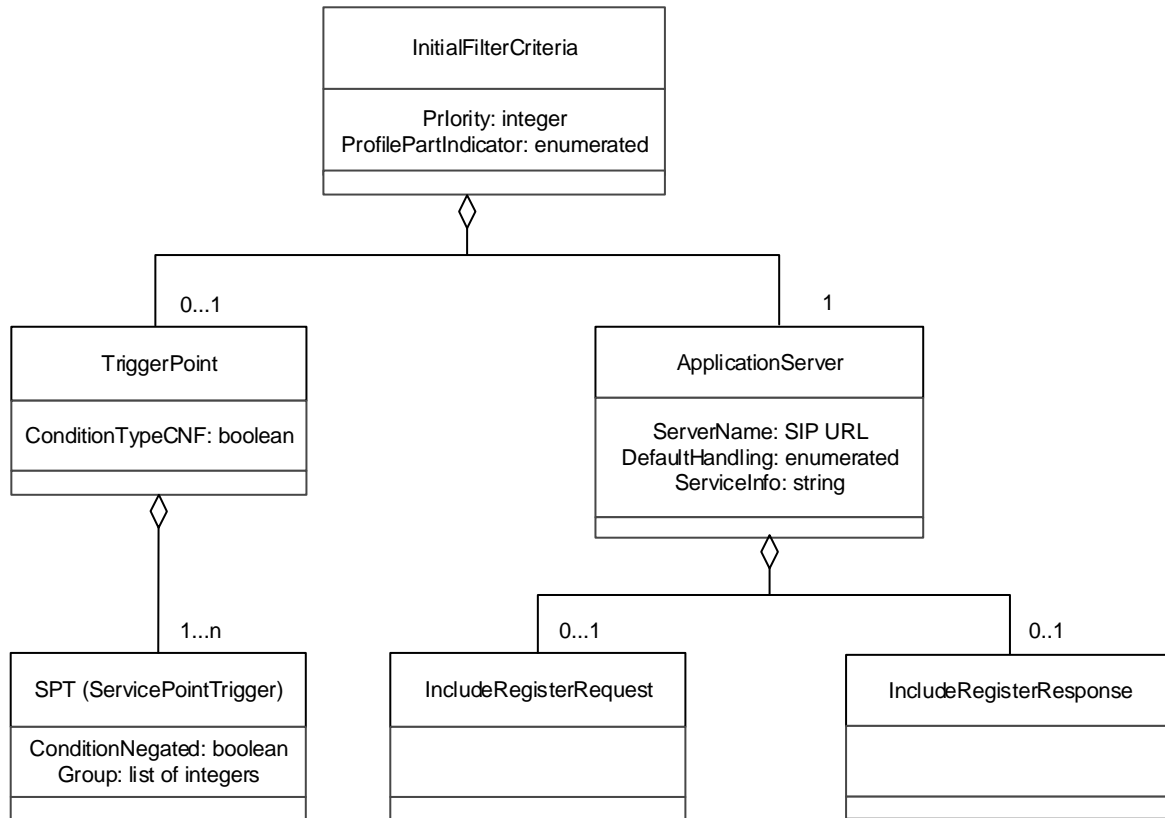 InitialFilterCriteria
PrIority: integer
ProfilePartIndicator: enumerated
0...1
1
TriggerPoint
ApplicationServer
ConditionTypeCNF: boolean
ServerName: SIP URL
DefaultHandling: enumerated
ServiceInfo: string
1...n
0...1
0..1
SPT (ServicePointTrigger)
IncludeRegisterRequest
IncludeRegisterResponse
ConditionNegated: boolean
Group: list of integers